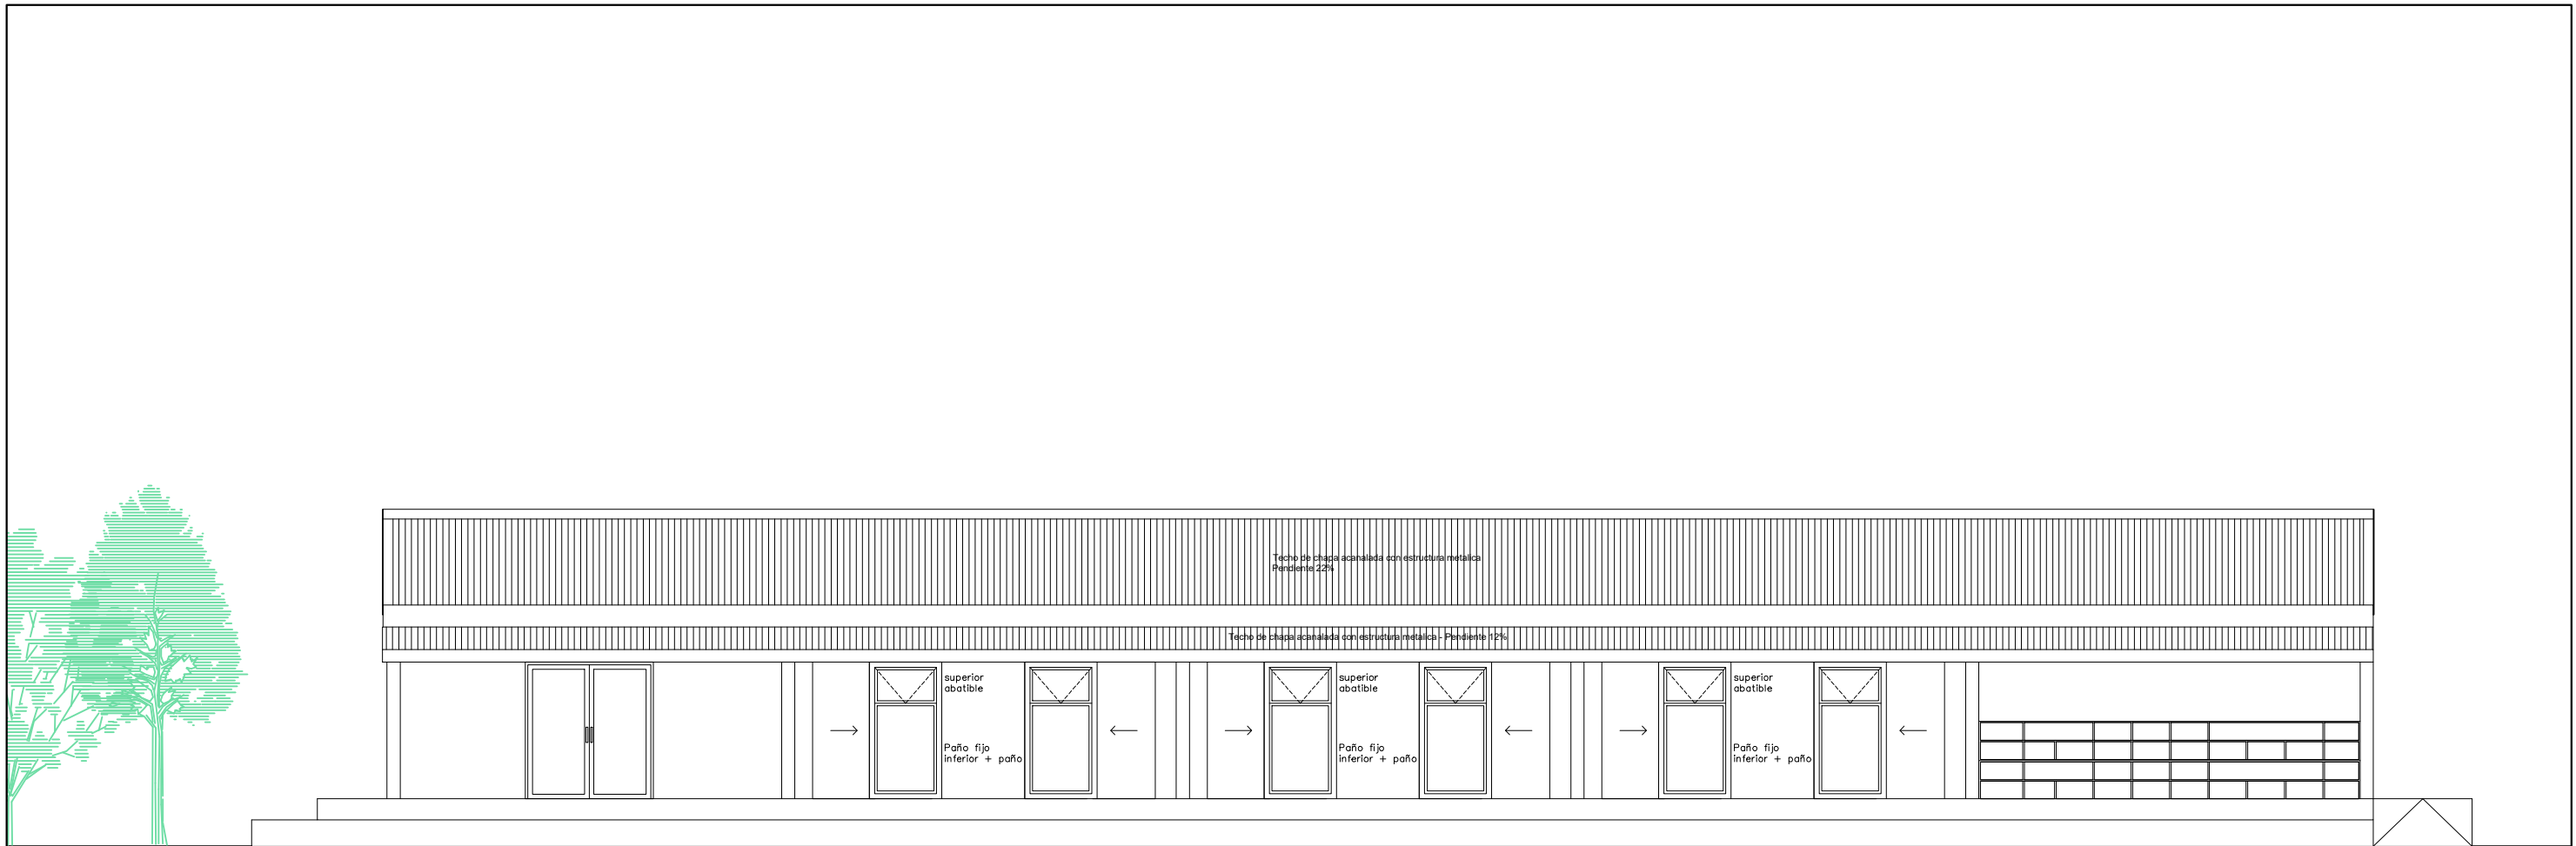 Techo de chapa acanalada con estructura metalica
Pendiente 22%
Techo de chapa acanalada con estructura metalica - Pendiente 12%
superior
abatible
superior
abatible
superior
abatible
Paño fijo
inferior + paño
Paño fijo
inferior + paño
Paño fijo
inferior + paño